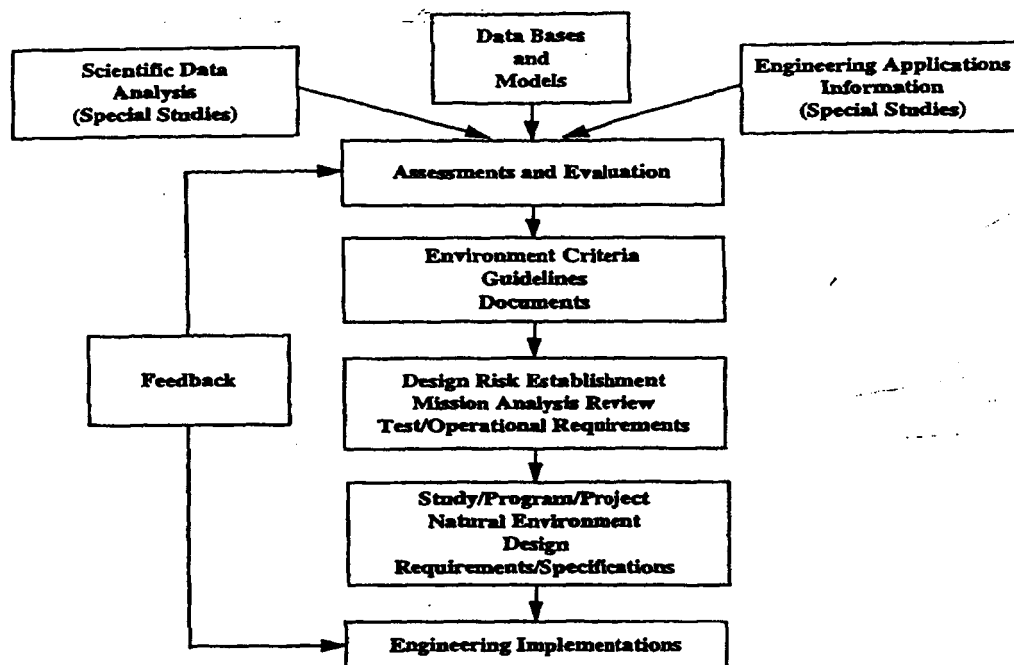 Scientific Data
Analysis
(Special Studies)
Data Bases
and
Models
Engineering Applications
Information
(Special Studies)
Assessments and Evaluation
Environment Criteria
Guidelines
Documents
Feedback
Design Risk Establishment
Mission Analysis Review
Test/Operational Requirements
Study/Program/Project
Natural Environment
Design
Requirements/Specifications
Engineering Implementations